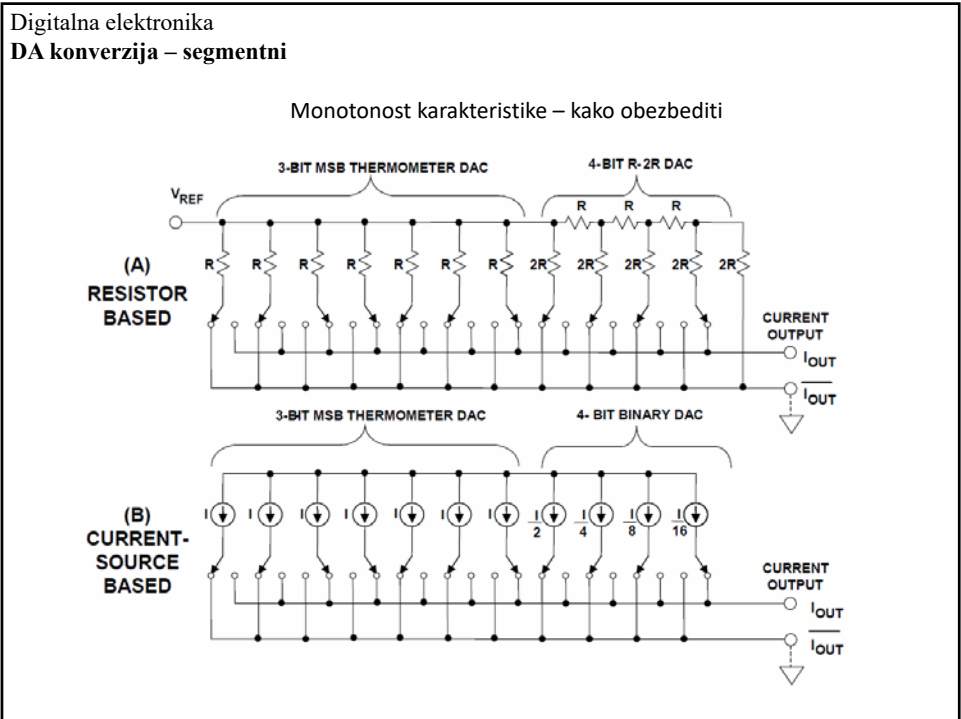 Digitalna elektronika
DA konverzija – segmentni
Monotonost karakteristike – kako obezbediti
3-BIT MSB THERMOMETER DAC
4- BIT R-2R DAC
VREF
R R R
R R R R R R R 2R 2R 2R 2R 2R
(A)
RESISTOR
BASED
CURRENT
OUTPUT
IOUT
IOUT
3-BIT MSB THERMOMETER DAC
4- BIT BINARY DAC
I I I I I I I I/2 I/4 I/8 I/16
(B)
CURRENT-
SOURCE
BASED
CURRENT
OUTPUT
IOUT
IOUT